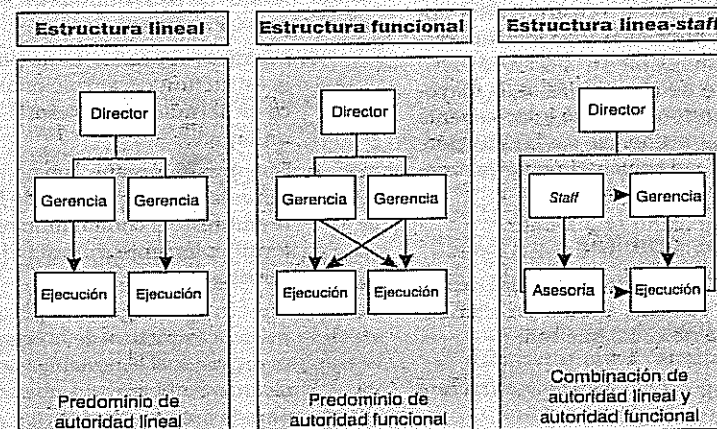 Estructura lineal
Director
Gerencia Gerencia
Ejecución Ejecución
Predominio de
autoridad lineal
Estructura funcional
Director
Gerencia Gerencia
Ejecución Ejecución
Predominio de
autoridad funcional
Estructura línea-staff
Director
Staff Gerencia
Asesoría Ejecución
Combinación de
autoridad lineal y
autoridad funcional